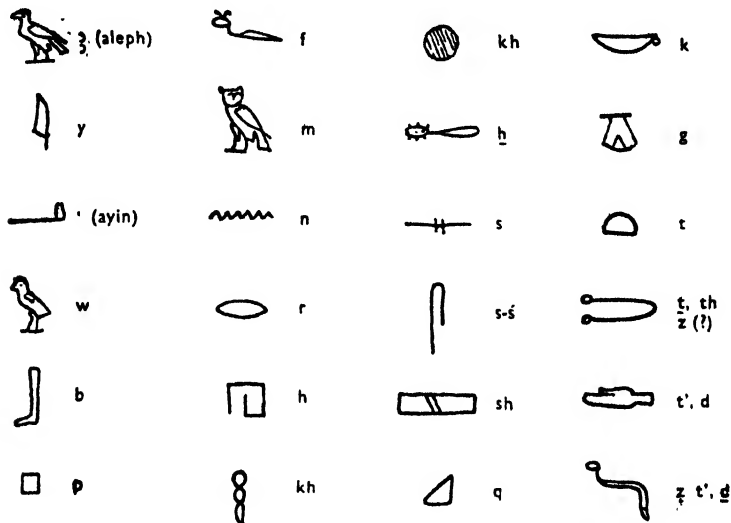 ꜣ (aleph) f kh k
y m ẖ g
' (ayin) n s t
w r s-ś ṯ, th
z (?)
b h sh t', d
p kh q ẓ t', ḏ